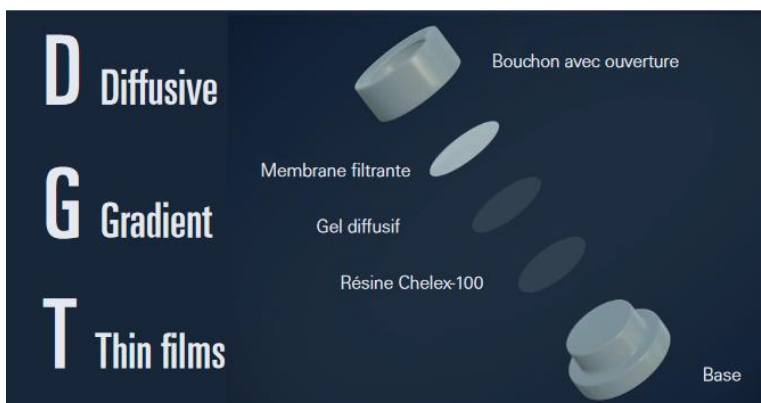 D Diffusive
G Gradient
T Thin films
Bouchon avec ouverture
Membrane filtrante
Gel diffusif
Résine Chelex-100
Base